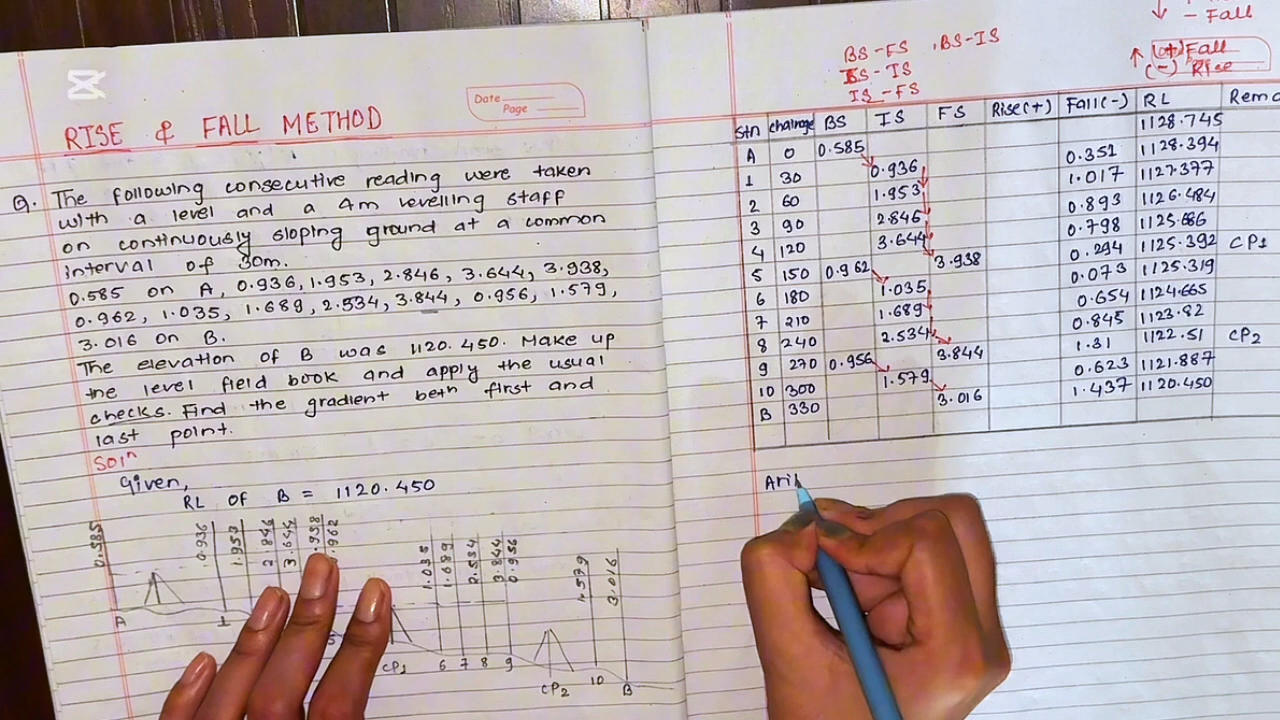 RISE & FALL METHOD
Date
Page
Q. The following consecutive reading were taken
with a level and a 4m levelling staff
on continuously sloping ground at a common
interval of 30m.
0.585 on A, 0.936, 1.953, 2.846, 3.644, 3.938,
0.962, 1.035, 1.689, 2.534, 3.844, 0.956, 1.579,
3.016 on B.
The elevation of B was 1120.450. Make up
the level field book and apply the usual
checks. Find the gradient betn first and
last point.
Soln
Given,
RL of B = 1120.450
0.585 0.936 1.953 2.846 3.644 .938 .962 1.035 1.689 2.534 3.844 0.956 1.579 3.016
A 1 CP1 6 7 8 9 CP2 10 B
↓ - Fall
↑ (+) Fall
(-) Rise
BS-FS , BS-IS
IS-IS
IS-FS
Stn chainage BS IS FS Rise(+) Fall(-) RL Rema
A 0 0.585 1128.745
1 30 0.936 0.351 1128.394
2 60 1.953 1.017 1127.377
3 90 2.846 0.893 1126.484
4 120 3.644 0.798 1125.686
5 150 0.962 3.938 0.294 1125.392 CP1
6 180 1.035 0.073 1125.319
7 210 1.689 0.654 1124.665
8 240 2.534 0.845 1123.82
9 270 0.956 3.844 1.31 1122.51 CP2
10 300 1.579 0.623 1121.887
B 330 3.016 1.437 1120.450
Ari